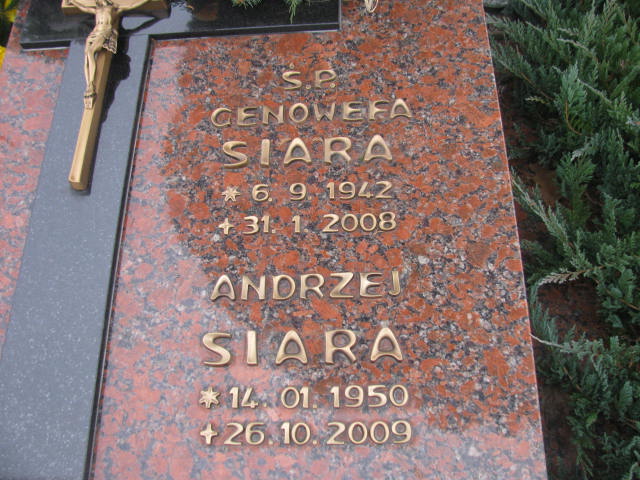 Ś.P.
GENOWEFA
SIARA
* 6. 9. 1942
+ 31. 1 2008
ANDRZEJ
SIARA
* 14. 01. 1950
+ 26. 10. 2009